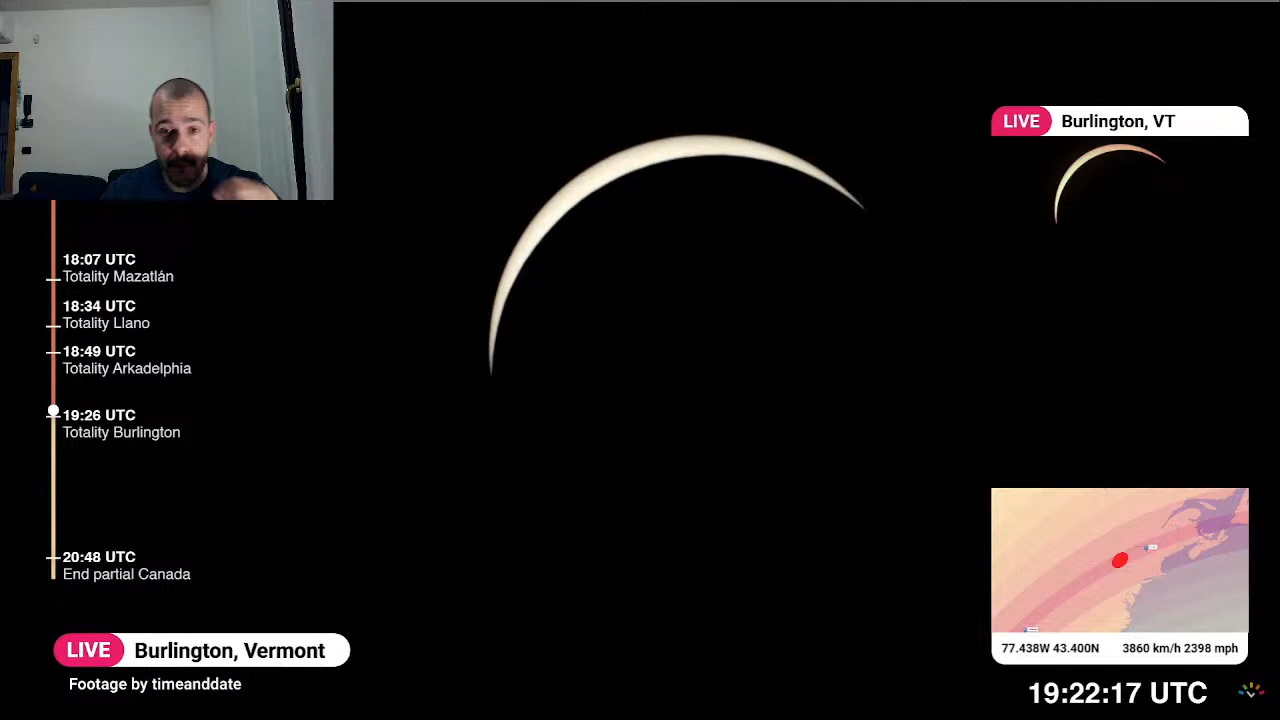 LIVE Burlington, VT
18:07 UTC
Totality Mazatlán
18:34 UTC
Totality Llano
18:49 UTC
Totality Arkadelphia
19:26 UTC
Totality Burlington
20:48 UTC
End partial Canada
LIVE Burlington, Vermont
Footage by timeanddate
77.438W 43.400N 3860 km/h 2398 mph
19:22:17 UTC